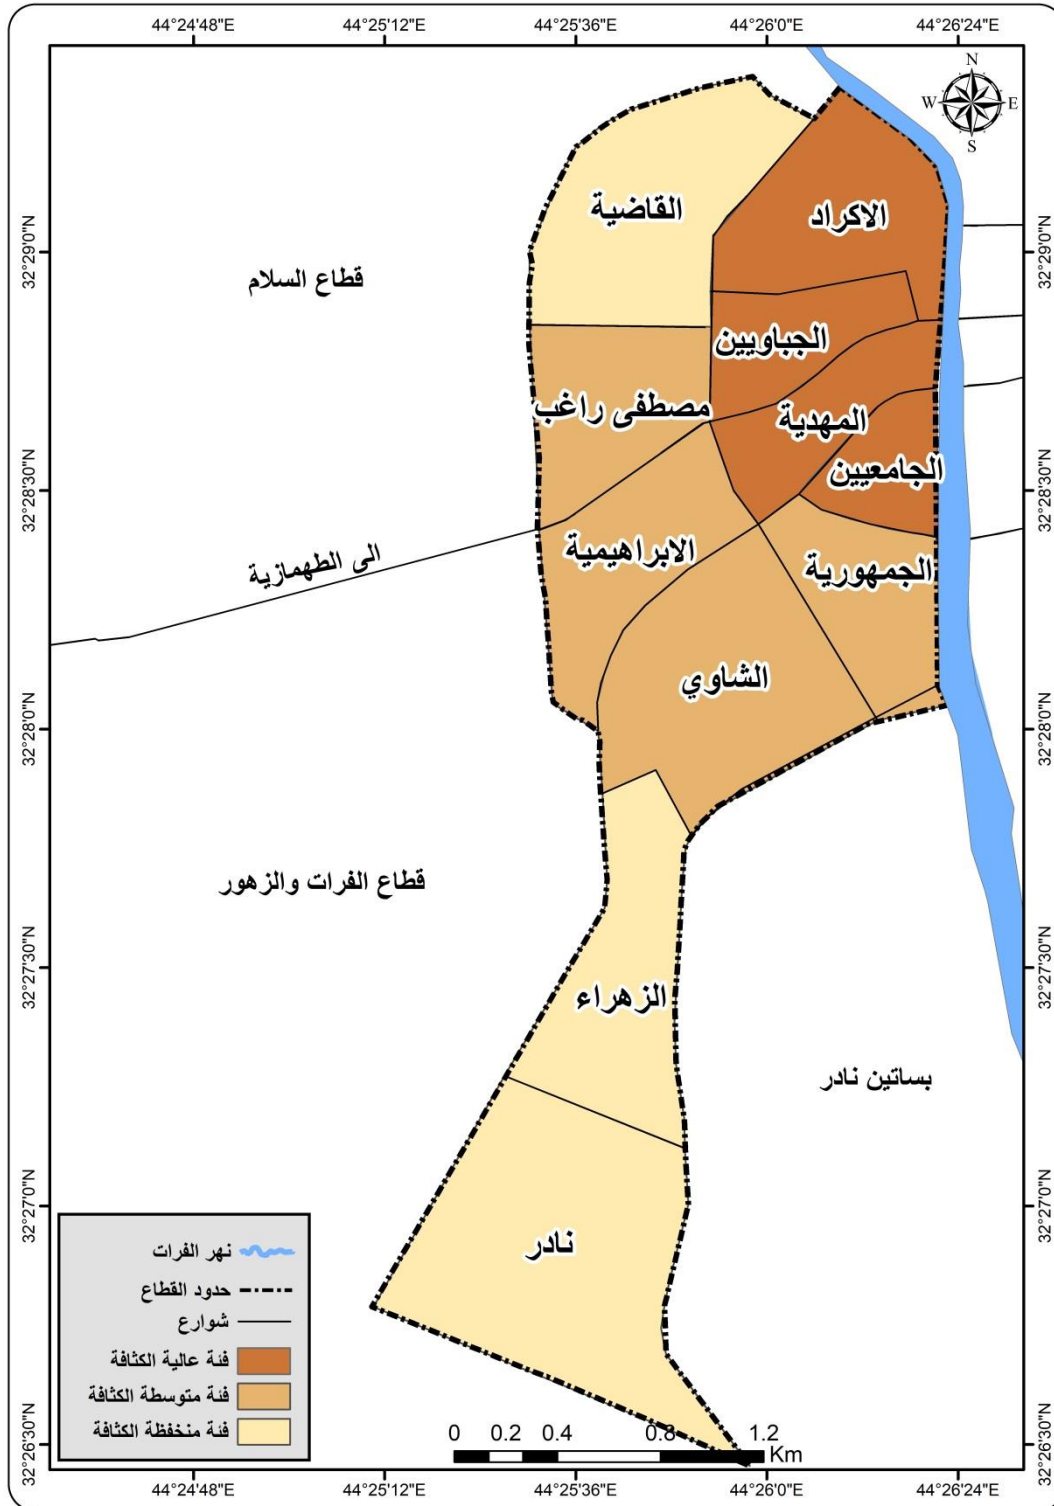 44°24'48"E
44°25'12"E
44°25'36"E
44°26'0"E
44°26'24"E
N
W
E
S
القاضية
الاكراد
32°29'0"N
32°29'0"N
قطاع السلام
الجباويين
مصطفى راغب
المهدية
الجامعيين
32°28'30"N
32°28'30"N
الابراهيمية
الجمهورية
الى الطهمازية
الشاوي
32°28'0"N
32°28'0"N
قطاع الفرات والزهور
32°27'30"N
32°27'30"N
الزهراء
بساتين نادر
32°27'0"N
32°27'0"N
نادر
نهر الفرات
حدود القطاع
شوارع
فئة عالية الكثافة
فئة متوسطة الكثافة
فئة منخفظة الكثافة
32°26'30"N
32°26'30"N
0 0.2 0.4 0.8 1.2
Km
44°24'48"E
44°25'12"E
44°25'36"E
44°26'0"E
44°26'24"E